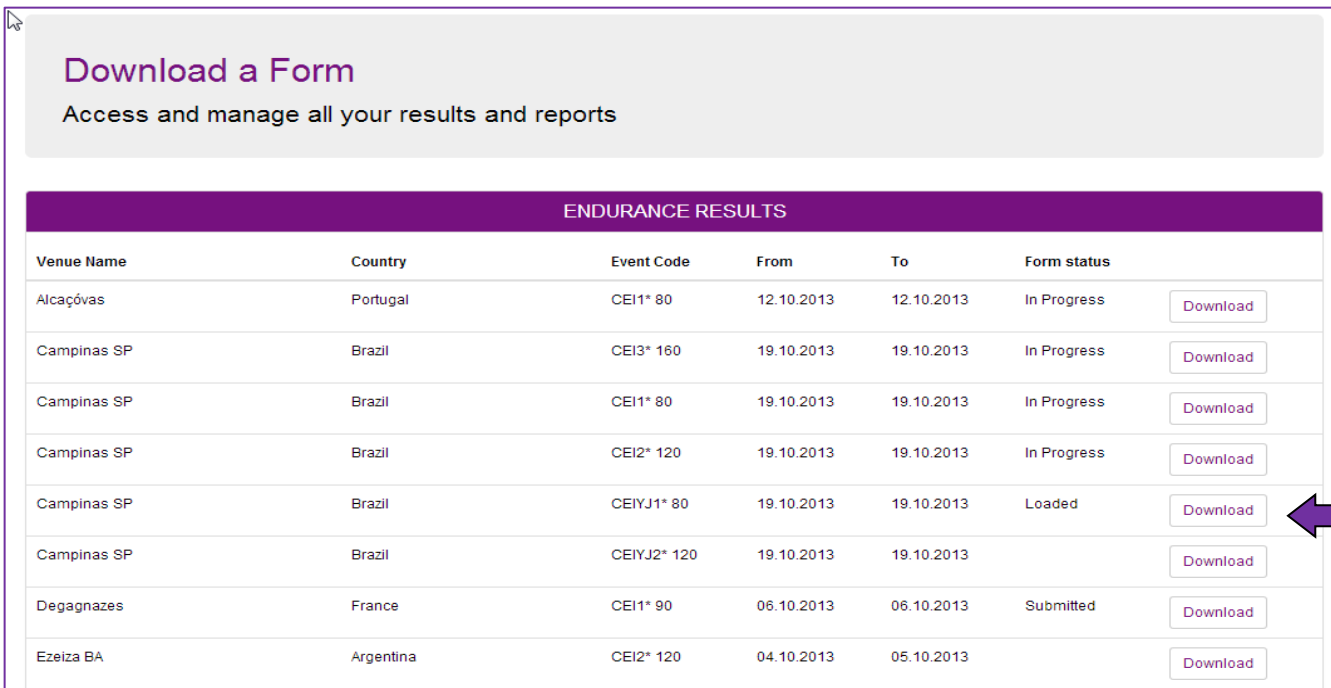 Download a Form
Access and manage all your results and reports
ENDURANCE RESULTS
Venue Name Country Event Code From To Form status
Alcaçóvas Portugal CEI1* 80 12.10.2013 12.10.2013 In Progress Download
Campinas SP Brazil CEI3* 160 19.10.2013 19.10.2013 In Progress Download
Campinas SP Brazil CEI1* 80 19.10.2013 19.10.2013 In Progress Download
Campinas SP Brazil CEI2* 120 19.10.2013 19.10.2013 In Progress Download
Campinas SP Brazil CEIYJ1* 80 19.10.2013 19.10.2013 Loaded Download
Campinas SP Brazil CEIYJ2* 120 19.10.2013 19.10.2013 Download
Degagnazes France CEI1* 90 06.10.2013 06.10.2013 Submitted Download
Ezeiza BA Argentina CEI2* 120 04.10.2013 05.10.2013 Download